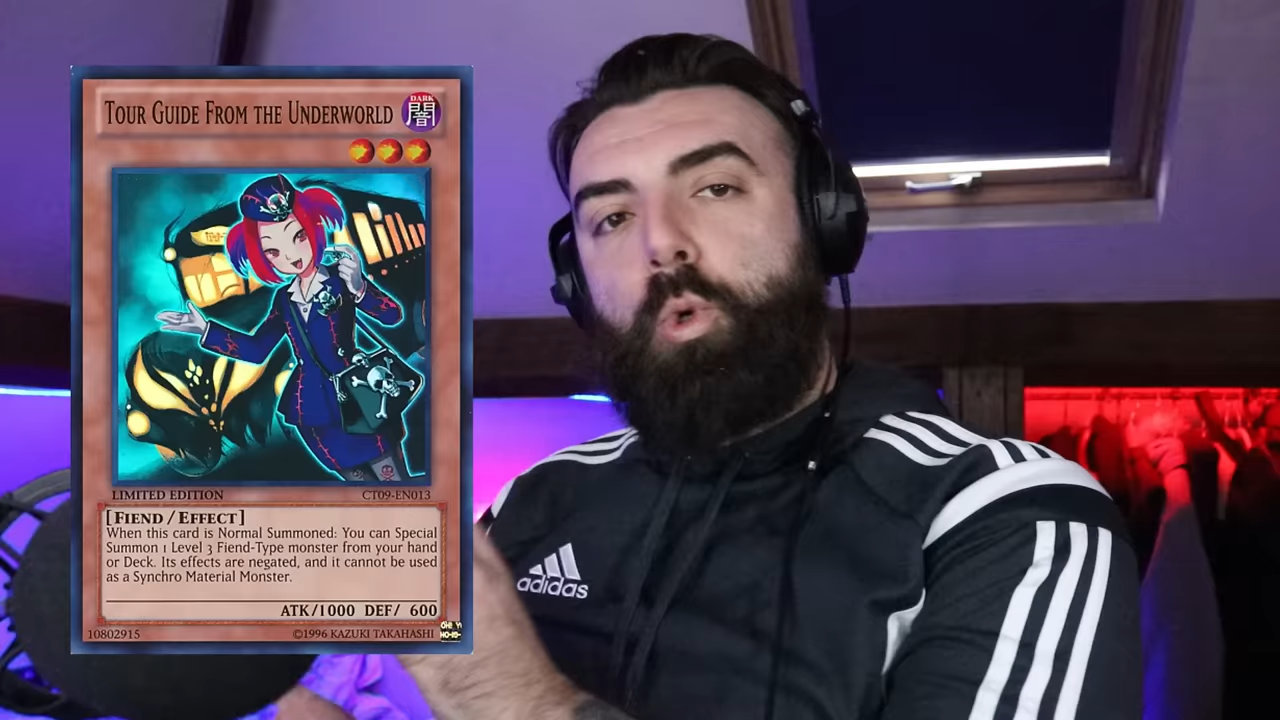 TOUR GUIDE FROM THE UNDERWORLD
DARK
闇
LIMITED EDITION
CT09-EN013
[FIEND / EFFECT]
When this card is Normal Summoned: You can Special
Summon 1 Level 3 Fiend-Type monster from your hand
or Deck. Its effects are negated, and it cannot be used
as a Synchro Material Monster.
ATK/1000 DEF/ 600
10802915
©1996 KAZUKI TAKAHASHI
adidas